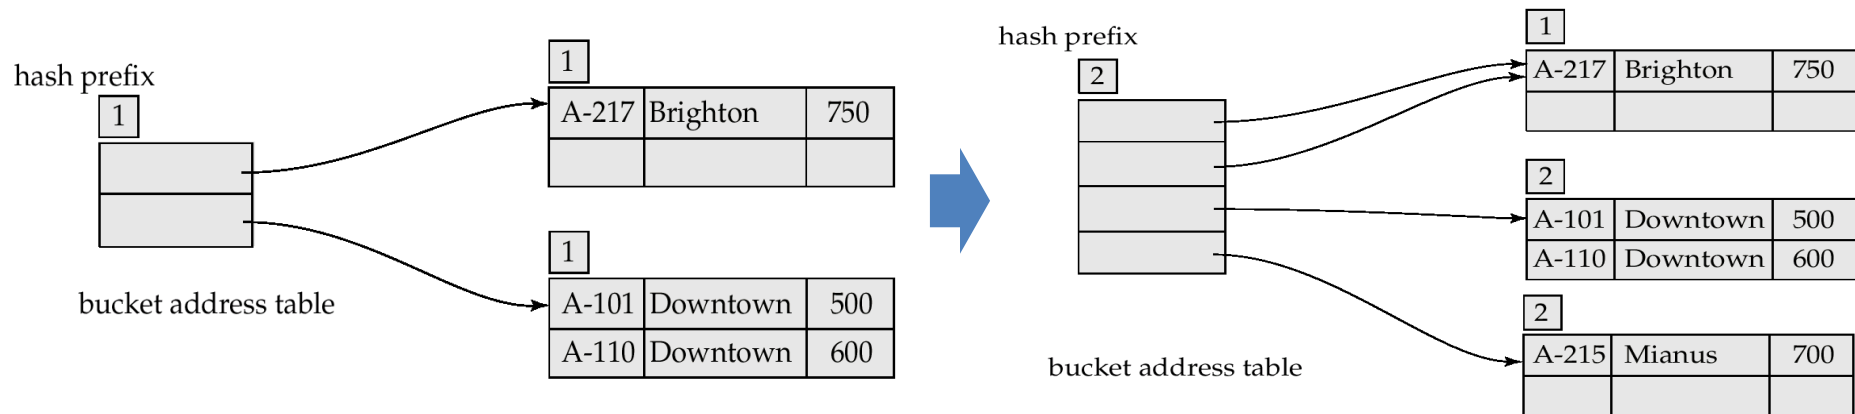 hash prefix
1
1
A-217 Brighton 750
1
A-101 Downtown 500
A-110 Downtown 600
bucket address table
hash prefix
2
1
A-217 Brighton 750
2
A-101 Downtown 500
A-110 Downtown 600
2
A-215 Mianus 700
bucket address table